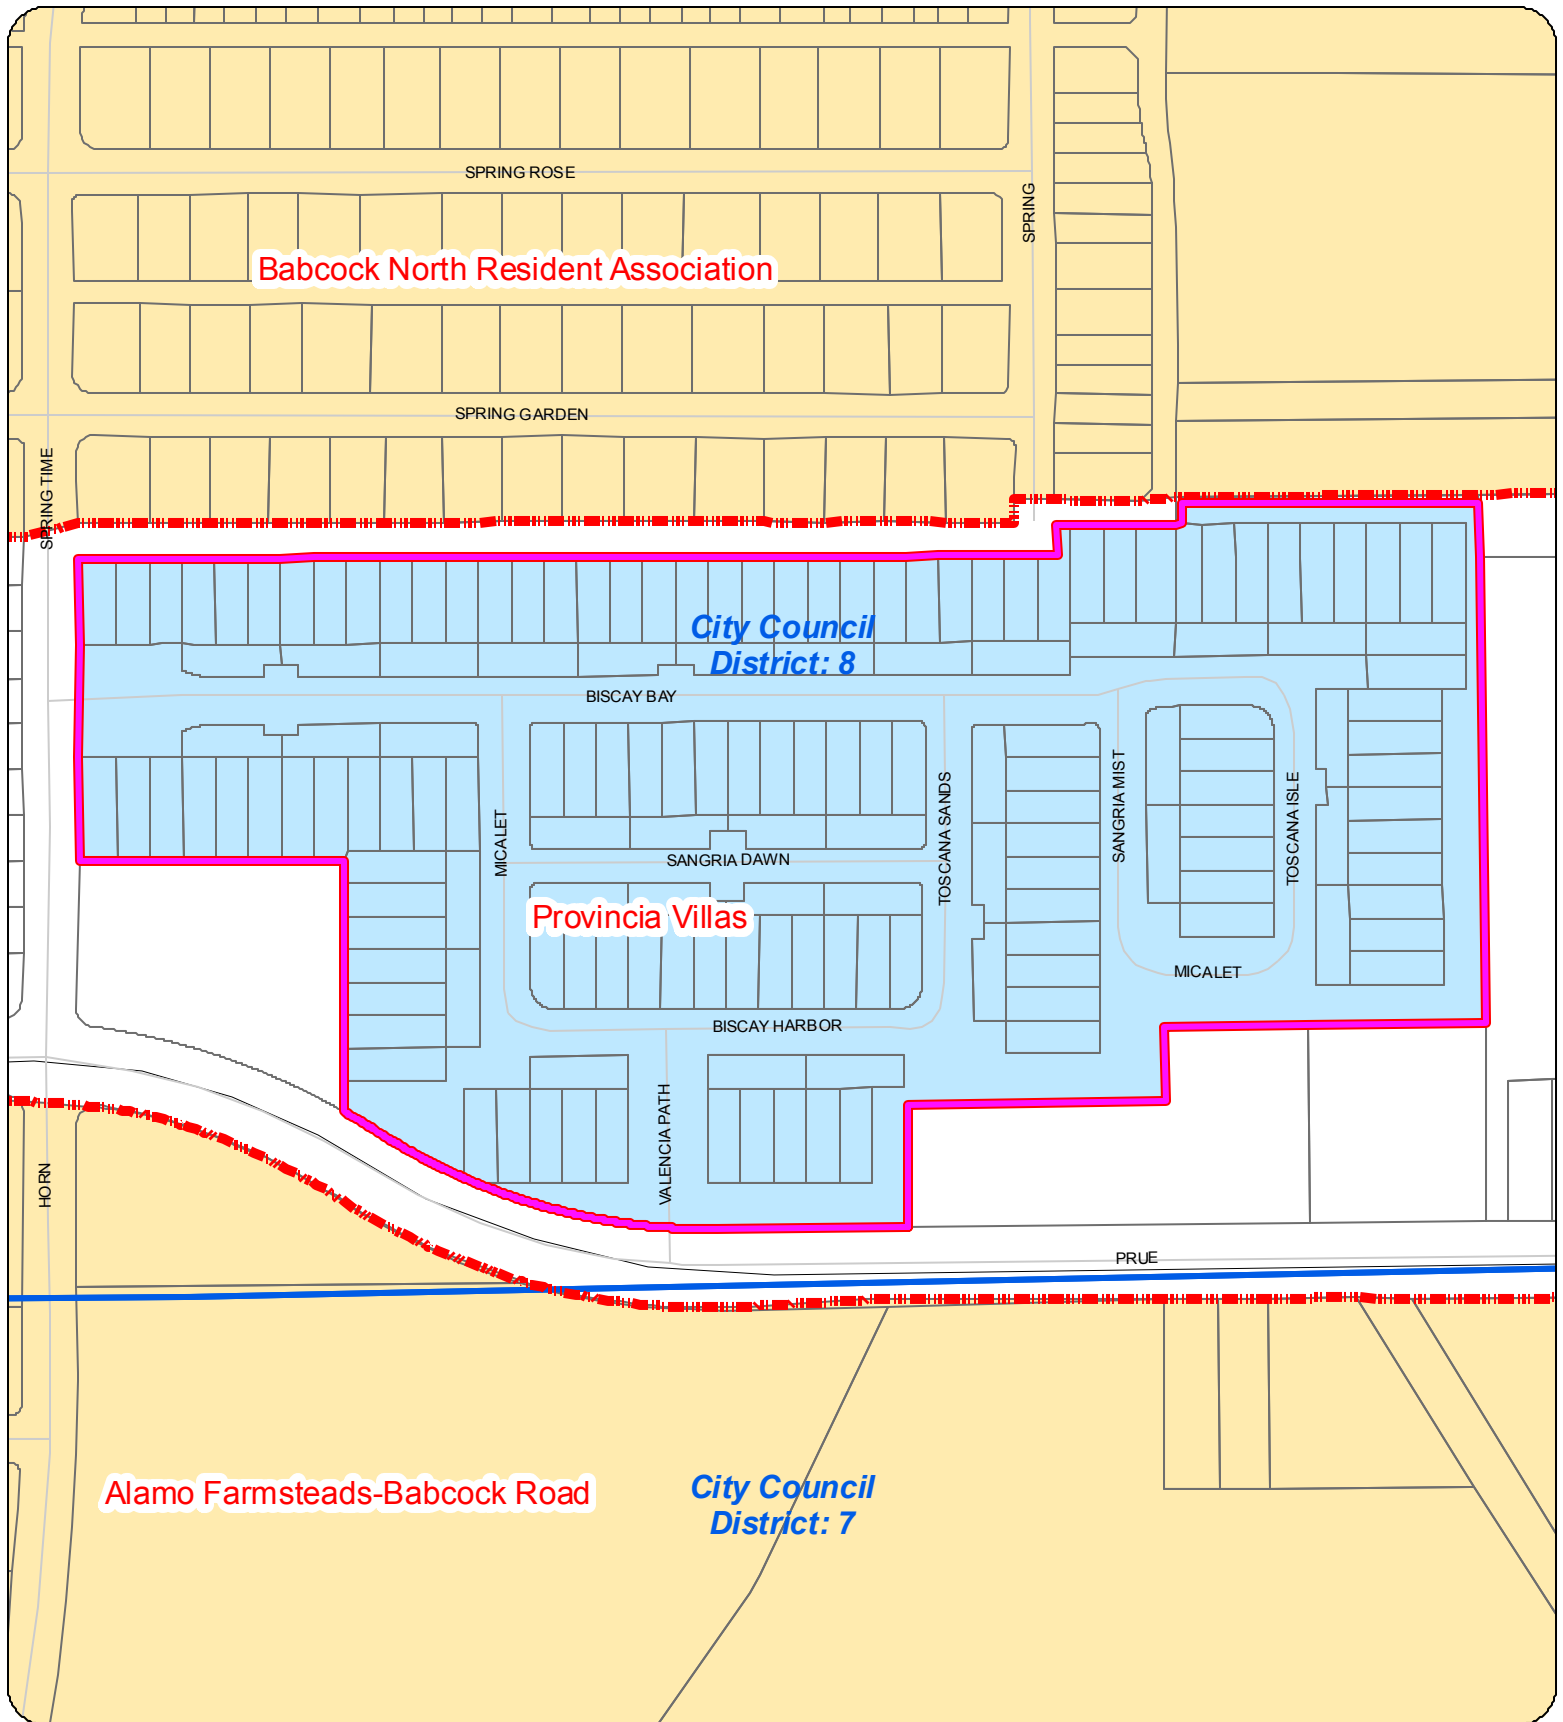 SPRING ROSE
SPRING
Babcock North Resident Association
SPRING GARDEN
SPRING TIME
City Council
District: 8
BISCAY BAY
MICALET
TOSCANA SANDS
SANGRIA MIST
TOSCANA ISLE
SANGRIA DAWN
Provincia Villas
MICALET
BISCAY HARBOR
VALENCIA PATH
HORN
PRUE
Alamo Farmsteads-Babcock Road
City Council
District: 7